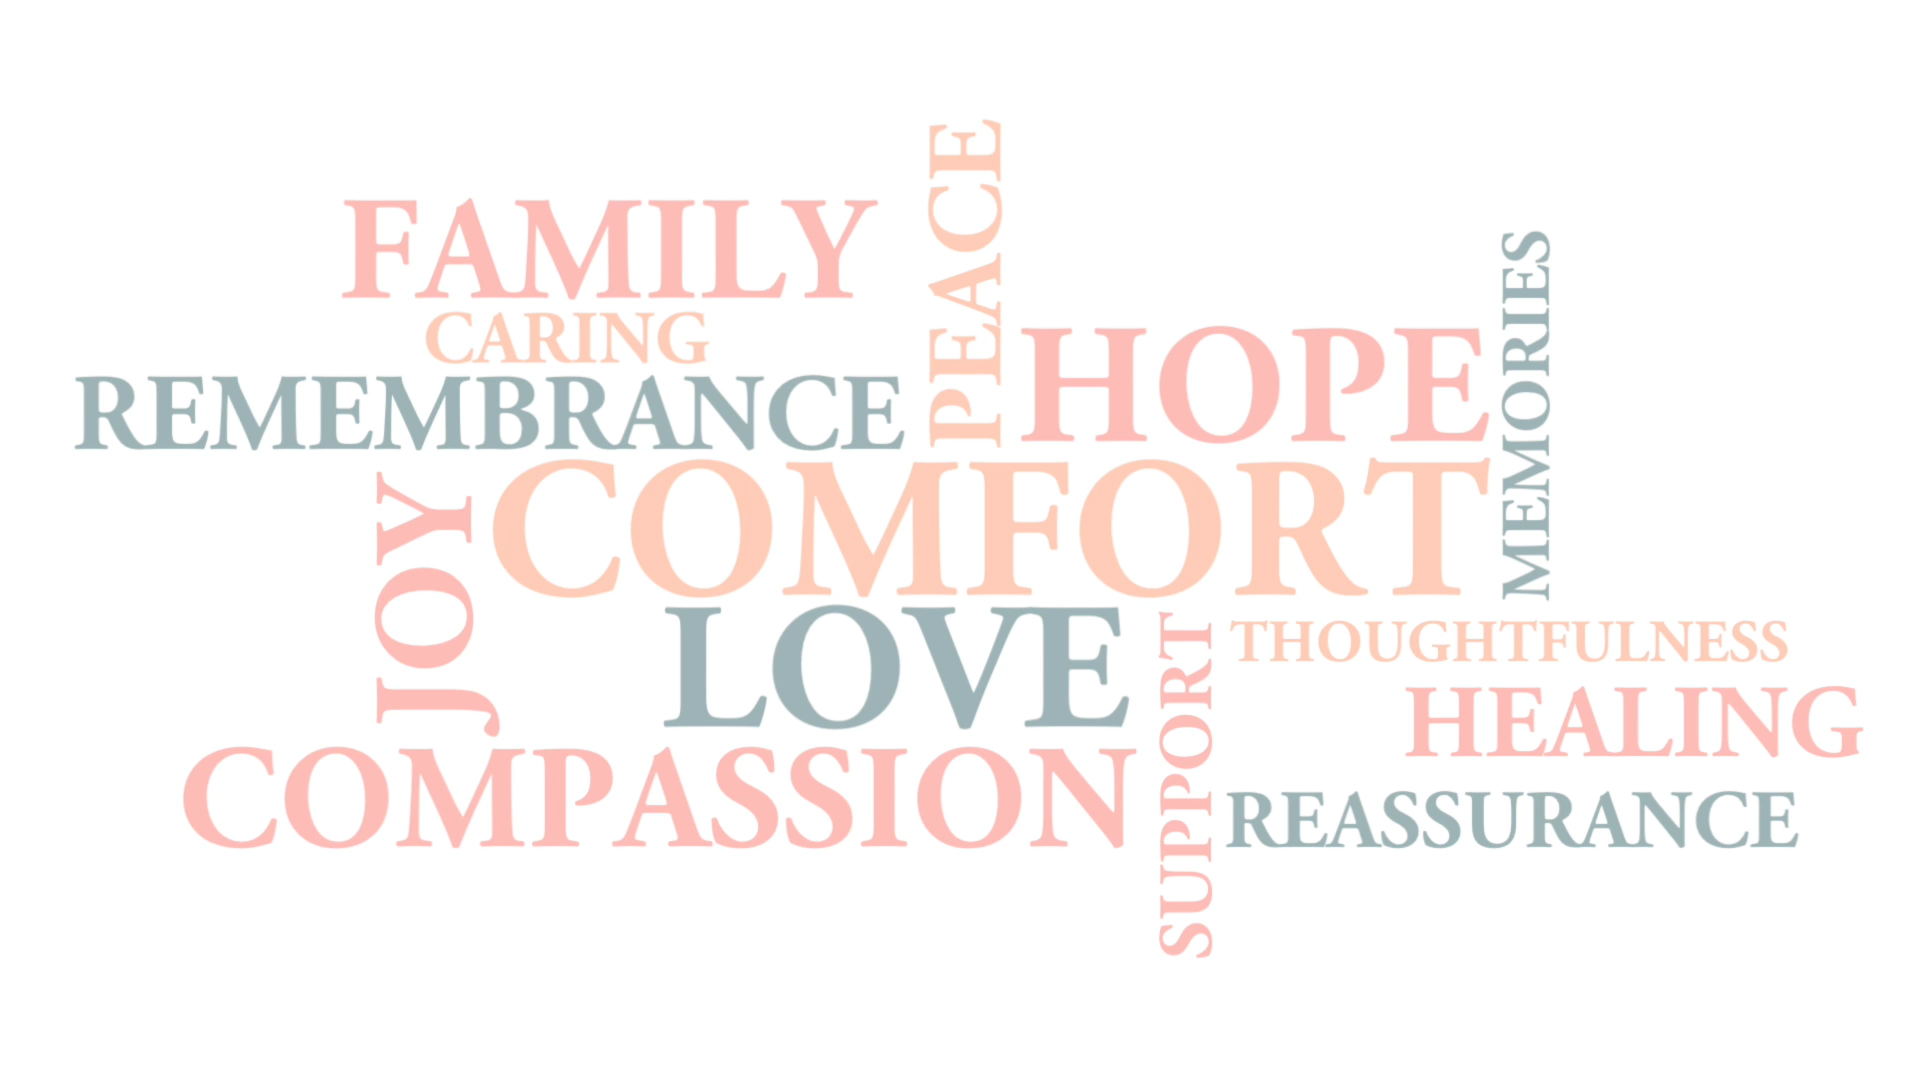 PEACE
FAMILY
MEMORIES
CARING
HOPE
REMEMBRANCE
COMFORT
JOY
LOVE
SUPPORT
THOUGHTFULNESS
HEALING
COMPASSION
REASSURANCE